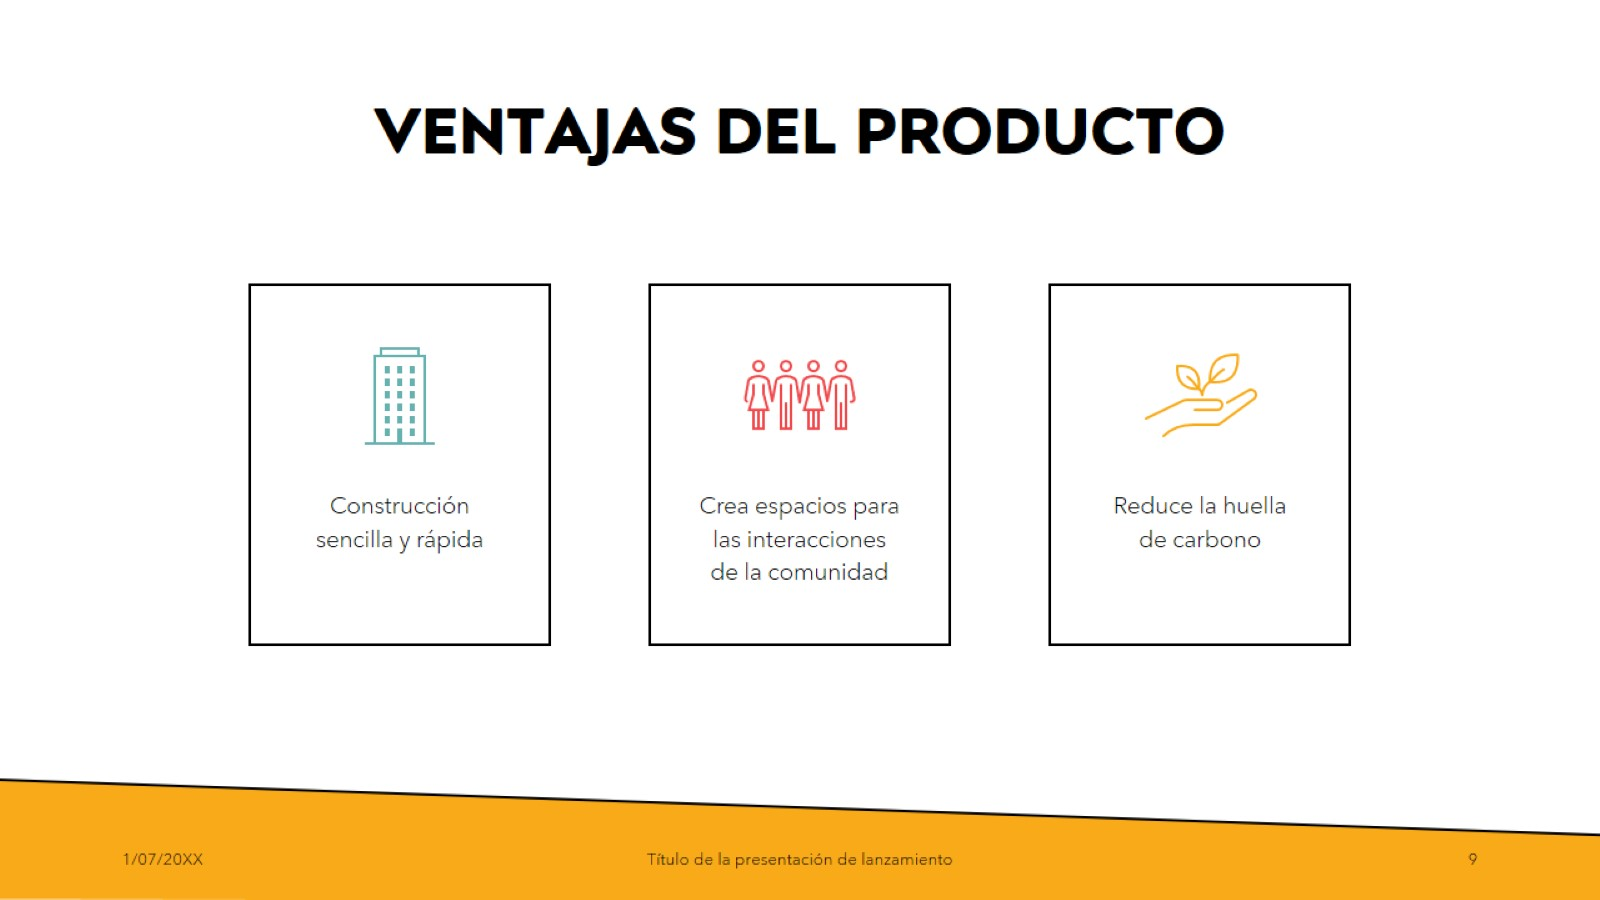 VENTAJAS DEL PRODUCTO
Construcción
sencilla y rápida
Crea espacios para
las interacciones
de la comunidad
Reduce la huella
de carbono
1/07/20XX
Título de la presentación de lanzamiento
9